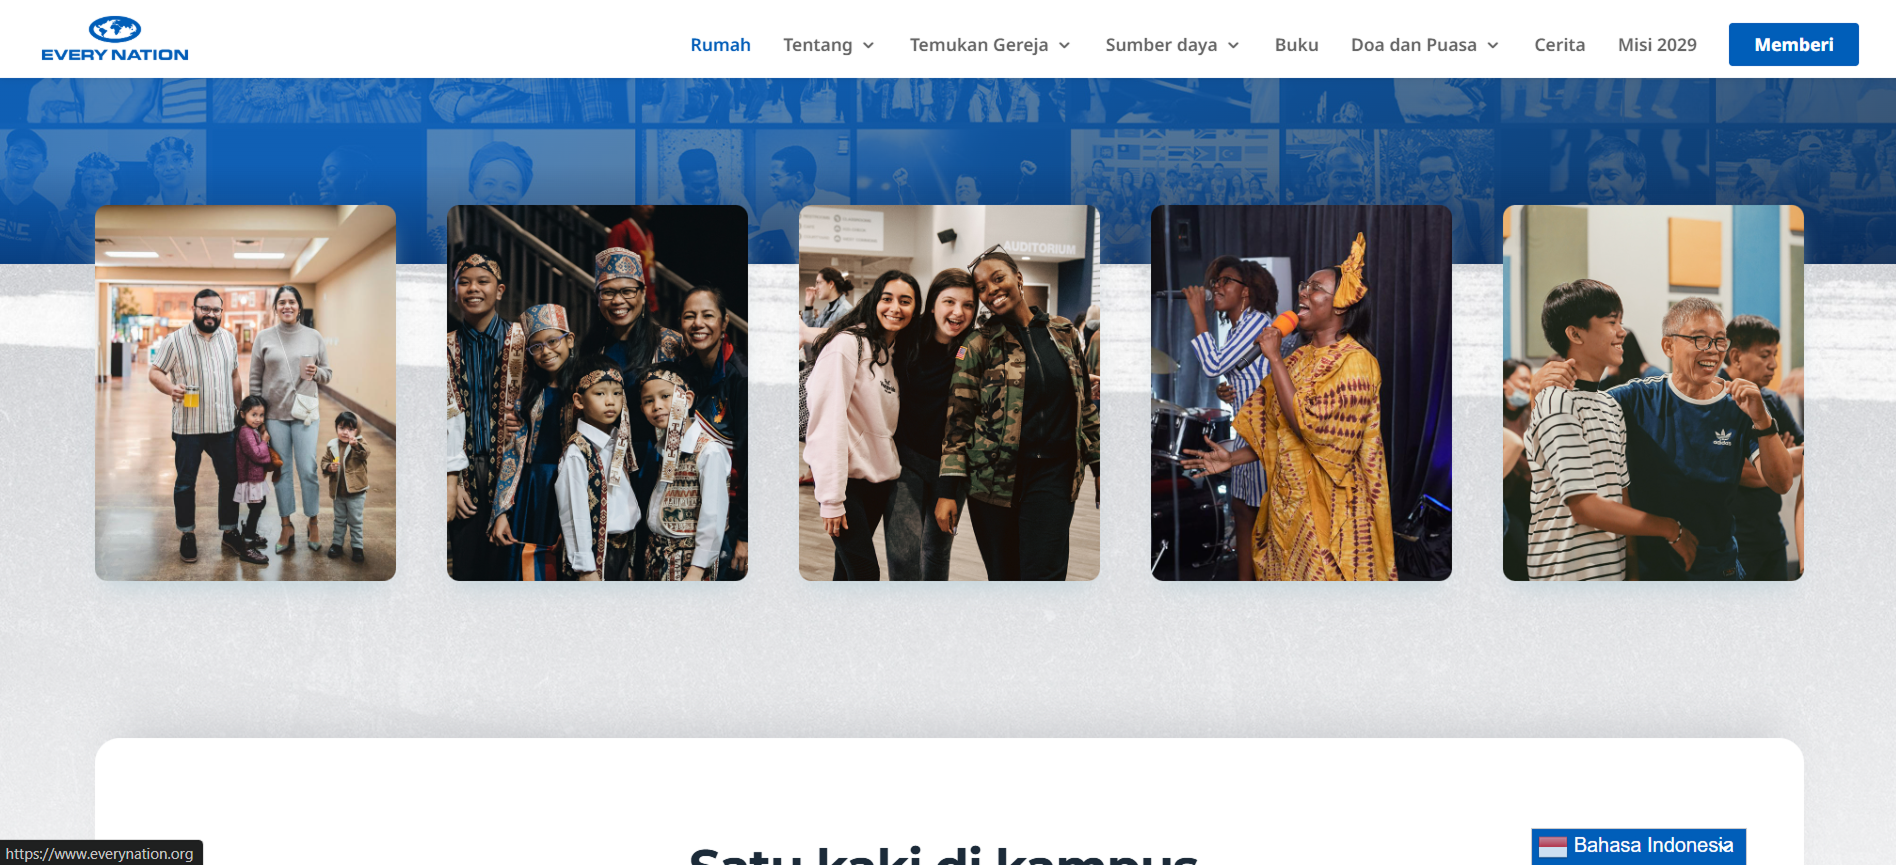 EVERY NATION
Rumah
Tentang
Temukan Gereja
Sumber daya
Buku
Doa dan Puasa
Cerita
Misi 2029
Memberi
AUDITORIUM
adidas
Satu kaki di kampus
https://www.everynation.org
Bahasa Indonesia